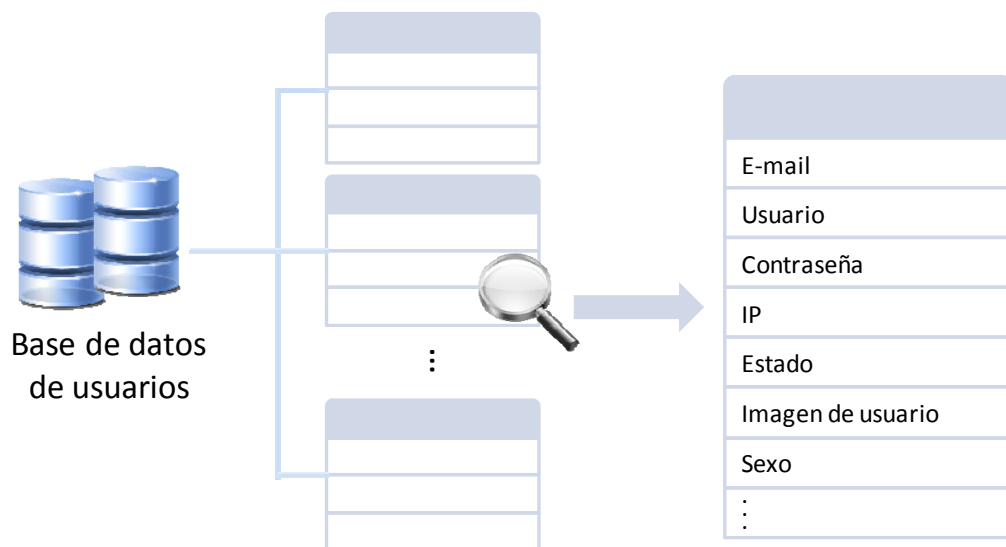 Base de datos
de usuarios
E-mail
Usuario
Contraseña
IP
Estado
Imagen de usuario
Sexo